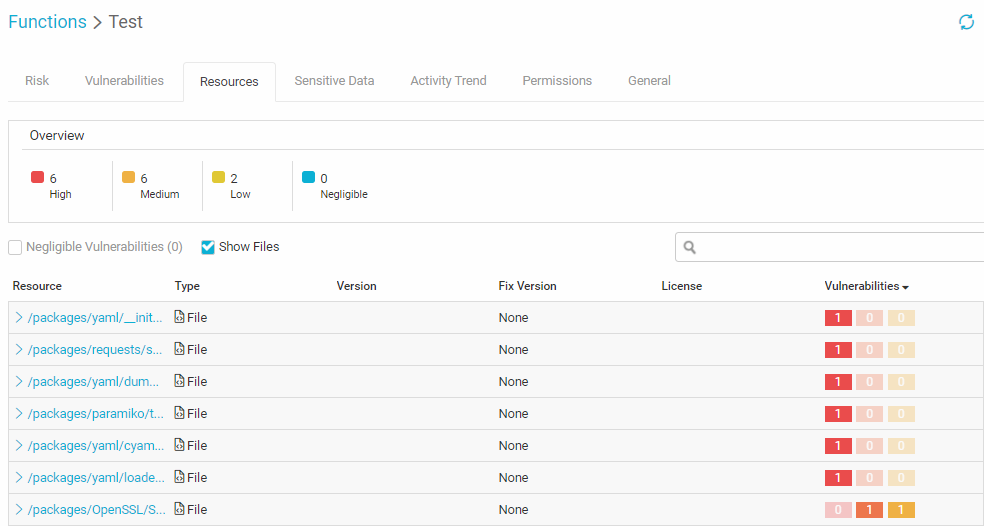 Functions > Test
Risk Vulnerabilities Resources Sensitive Data Activity Trend Permissions General
Overview
6 6 2 0
High Medium Low Negligible
Negligible Vulnerabilities (0) Show Files
Resource Type Version Fix Version License Vulnerabilities
/packages/yaml/__init... File None 1 0 0
/packages/requests/s... File None 1 0 0
/packages/yaml/dum... File None 1 0 0
/packages/paramiko/t... File None 1 0 0
/packages/yaml/cyam... File None 1 0 0
/packages/yaml/loade... File None 1 0 0
/packages/OpenSSL/S... File None 0 1 1